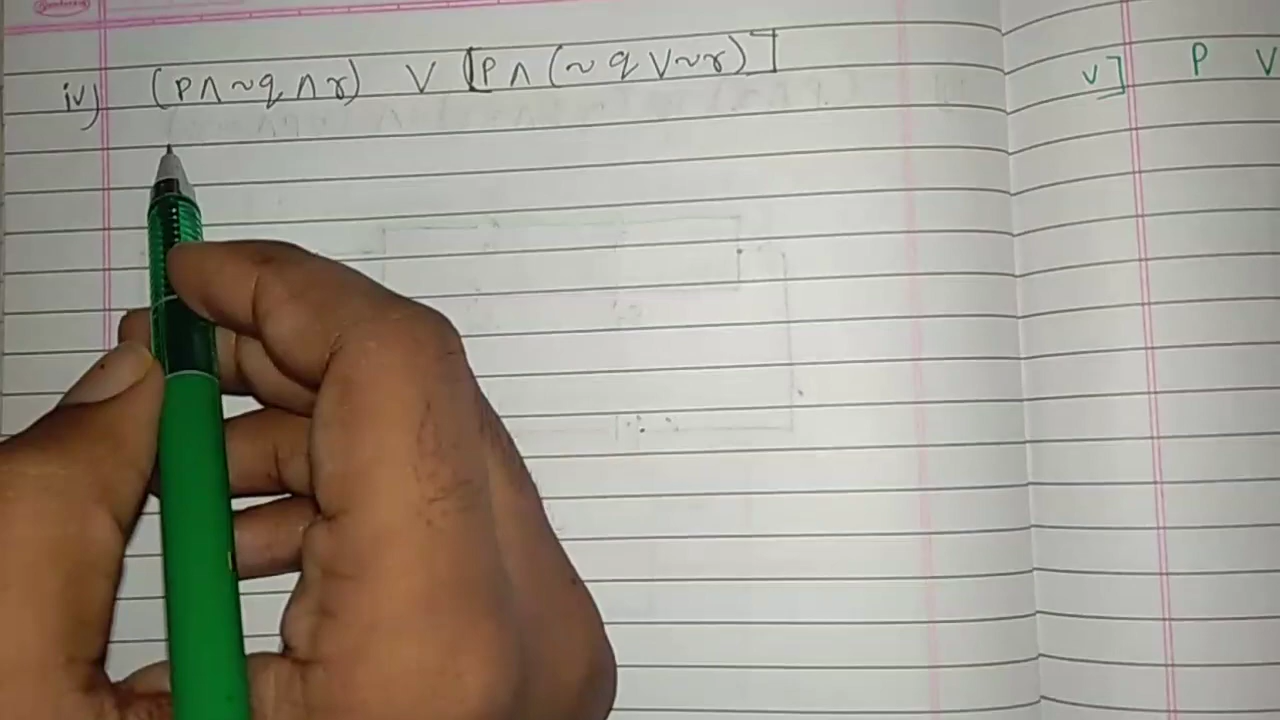 iv) (p ∧ ~q ∧ r) ∨ [p ∧ (~q ∨ ~r)]
v] P V